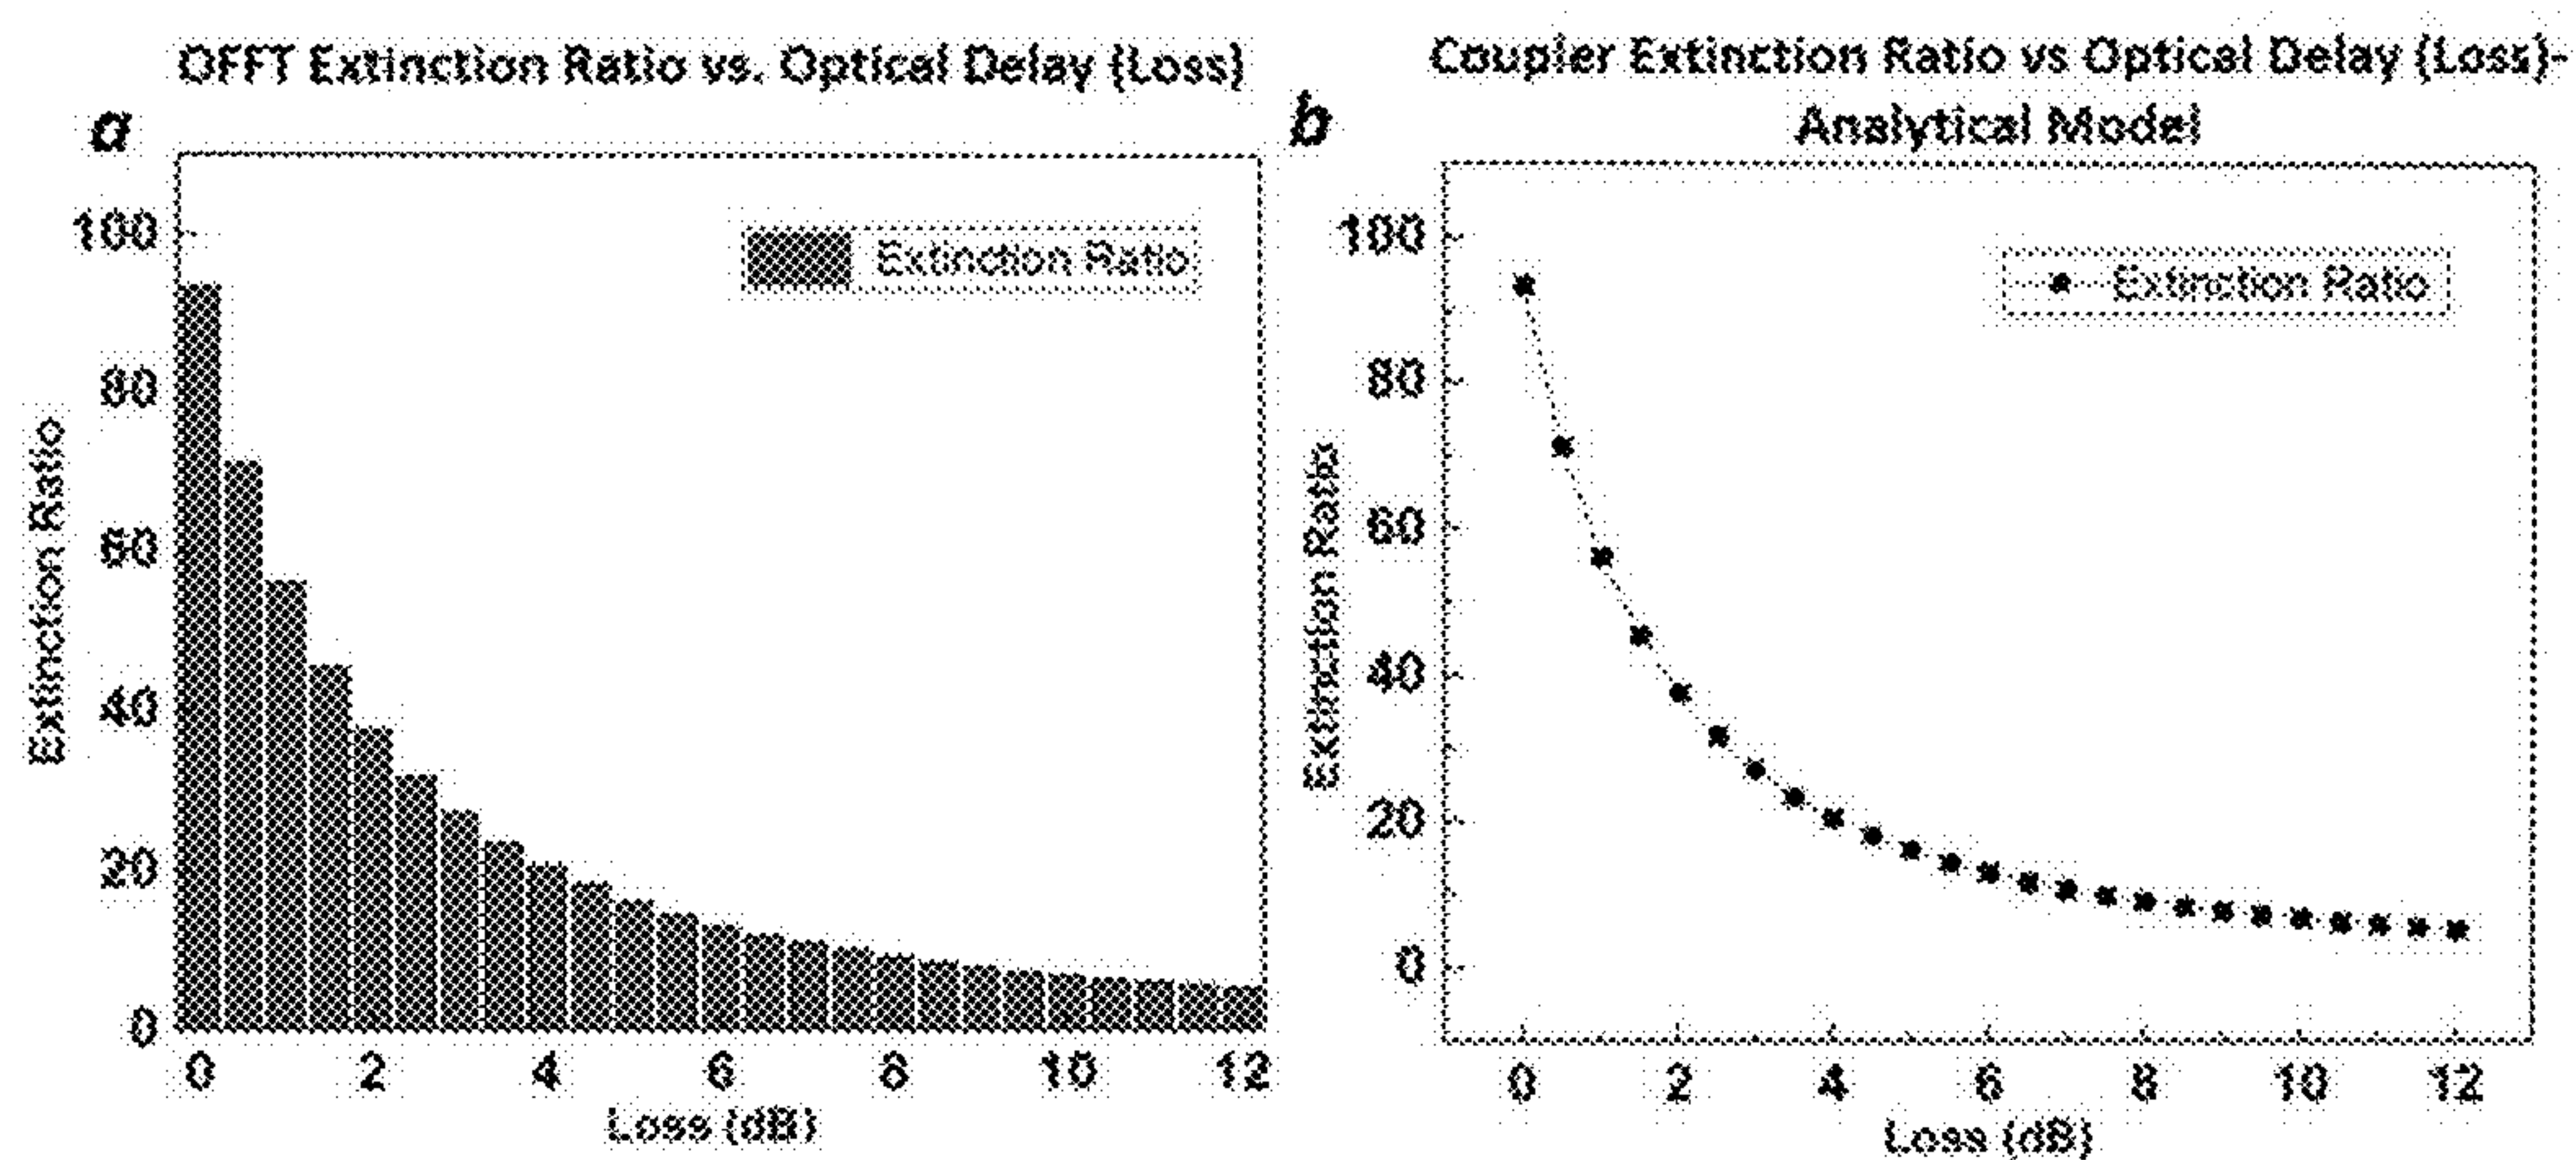 OFFT Extinction Ratio vs. Optical Delay (Loss)
a
100
80
60
40
20
0
Extinction Ratio
Extinction Ratio
0 2 4 6 8 10 12
Loss (dB)
Coupler Extinction Ratio vs Optical Delay (Loss)-
Analytical Model
b
100
80
60
40
20
0
Extinction Ratio
Extinction Ratio
0 2 4 6 8 10 12
Loss (dB)